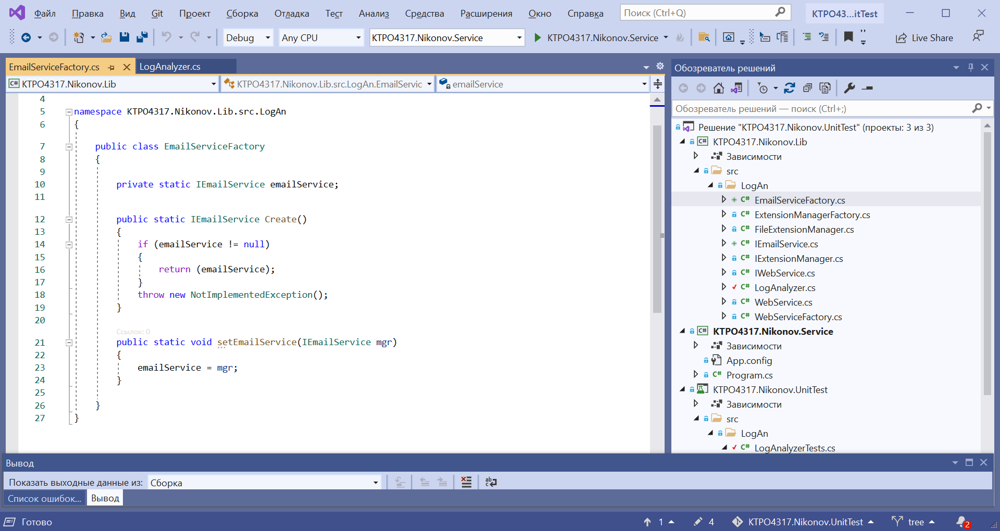 Файл Правка Вид Git Проект Сборка Отладка Тест Анализ Средства Расширения Окно Справка Поиск (Ctrl+Q) KTPO43...itTest
Debug Any CPU KTPO4317.Nikonov.Service KTPO4317.Nikonov.Service Live Share
EmailServiceFactory.cs LogAnalyzer.cs
KTPO4317.Nikonov.Lib KTPO4317.Nikonov.Lib.src.LogAn.EmailServic emailService
4
5 namespace KTPO4317.Nikonov.Lib.src.LogAn
6 {
7 public class EmailServiceFactory
8 {
9
10 private static IEmailService emailService;
11
12 public static IEmailService Create()
13 {
14 if (emailService != null)
15 {
16 return (emailService);
17 }
18 throw new NotImplementedException();
19 }
20
Ссылок: 0
21 public static void setEmailService(IEmailService mgr)
22 {
23 emailService = mgr;
24 }
25
26 }
27 }
Обозреватель решений
Обозреватель решений — поиск (Ctrl+;)
Решение "KTPO4317.Nikonov.UnitTest" (проекты: 3 из 3)
C# KTPO4317.Nikonov.Lib
Зависимости
src
LogAn
C# EmailServiceFactory.cs
C# ExtensionManagerFactory.cs
C# FileExtensionManager.cs
C# IEmailService.cs
C# IExtensionManager.cs
C# IWebService.cs
C# LogAnalyzer.cs
C# WebService.cs
C# WebServiceFactory.cs
C# KTPO4317.Nikonov.Service
Зависимости
App.config
C# Program.cs
KTPO4317.Nikonov.UnitTest
Зависимости
src
LogAn
C# LogAnalyzerTests.cs
Вывод
Показать выходные данные из: Сборка
Список ошибок... Вывод
Готово 1 4 KTPO4317.Nikonov.UnitTest tree 2